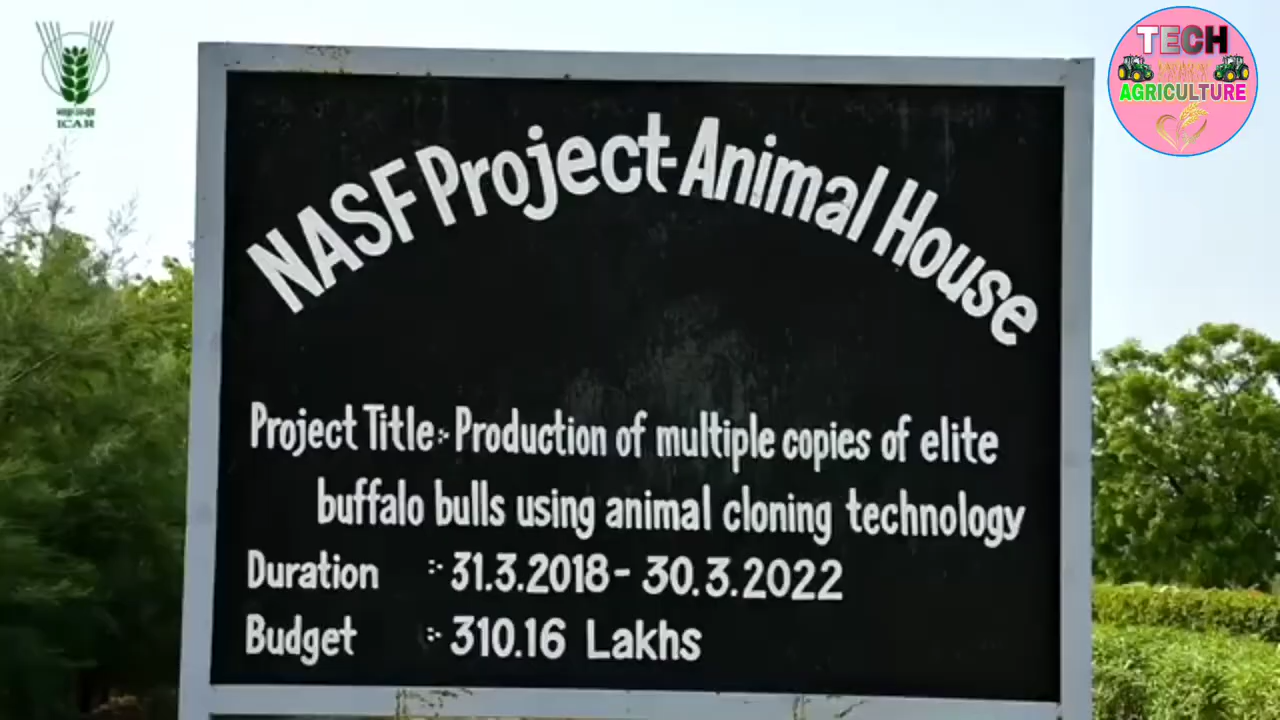 ICAR
TECH
AGRICULTURE
NASF Project-Animal House
Project Title:- Production of multiple copies of elite
buffalo bulls using animal cloning technology
Duration :- 31.3.2018- 30.3.2022
Budget :- 310.16 Lakhs